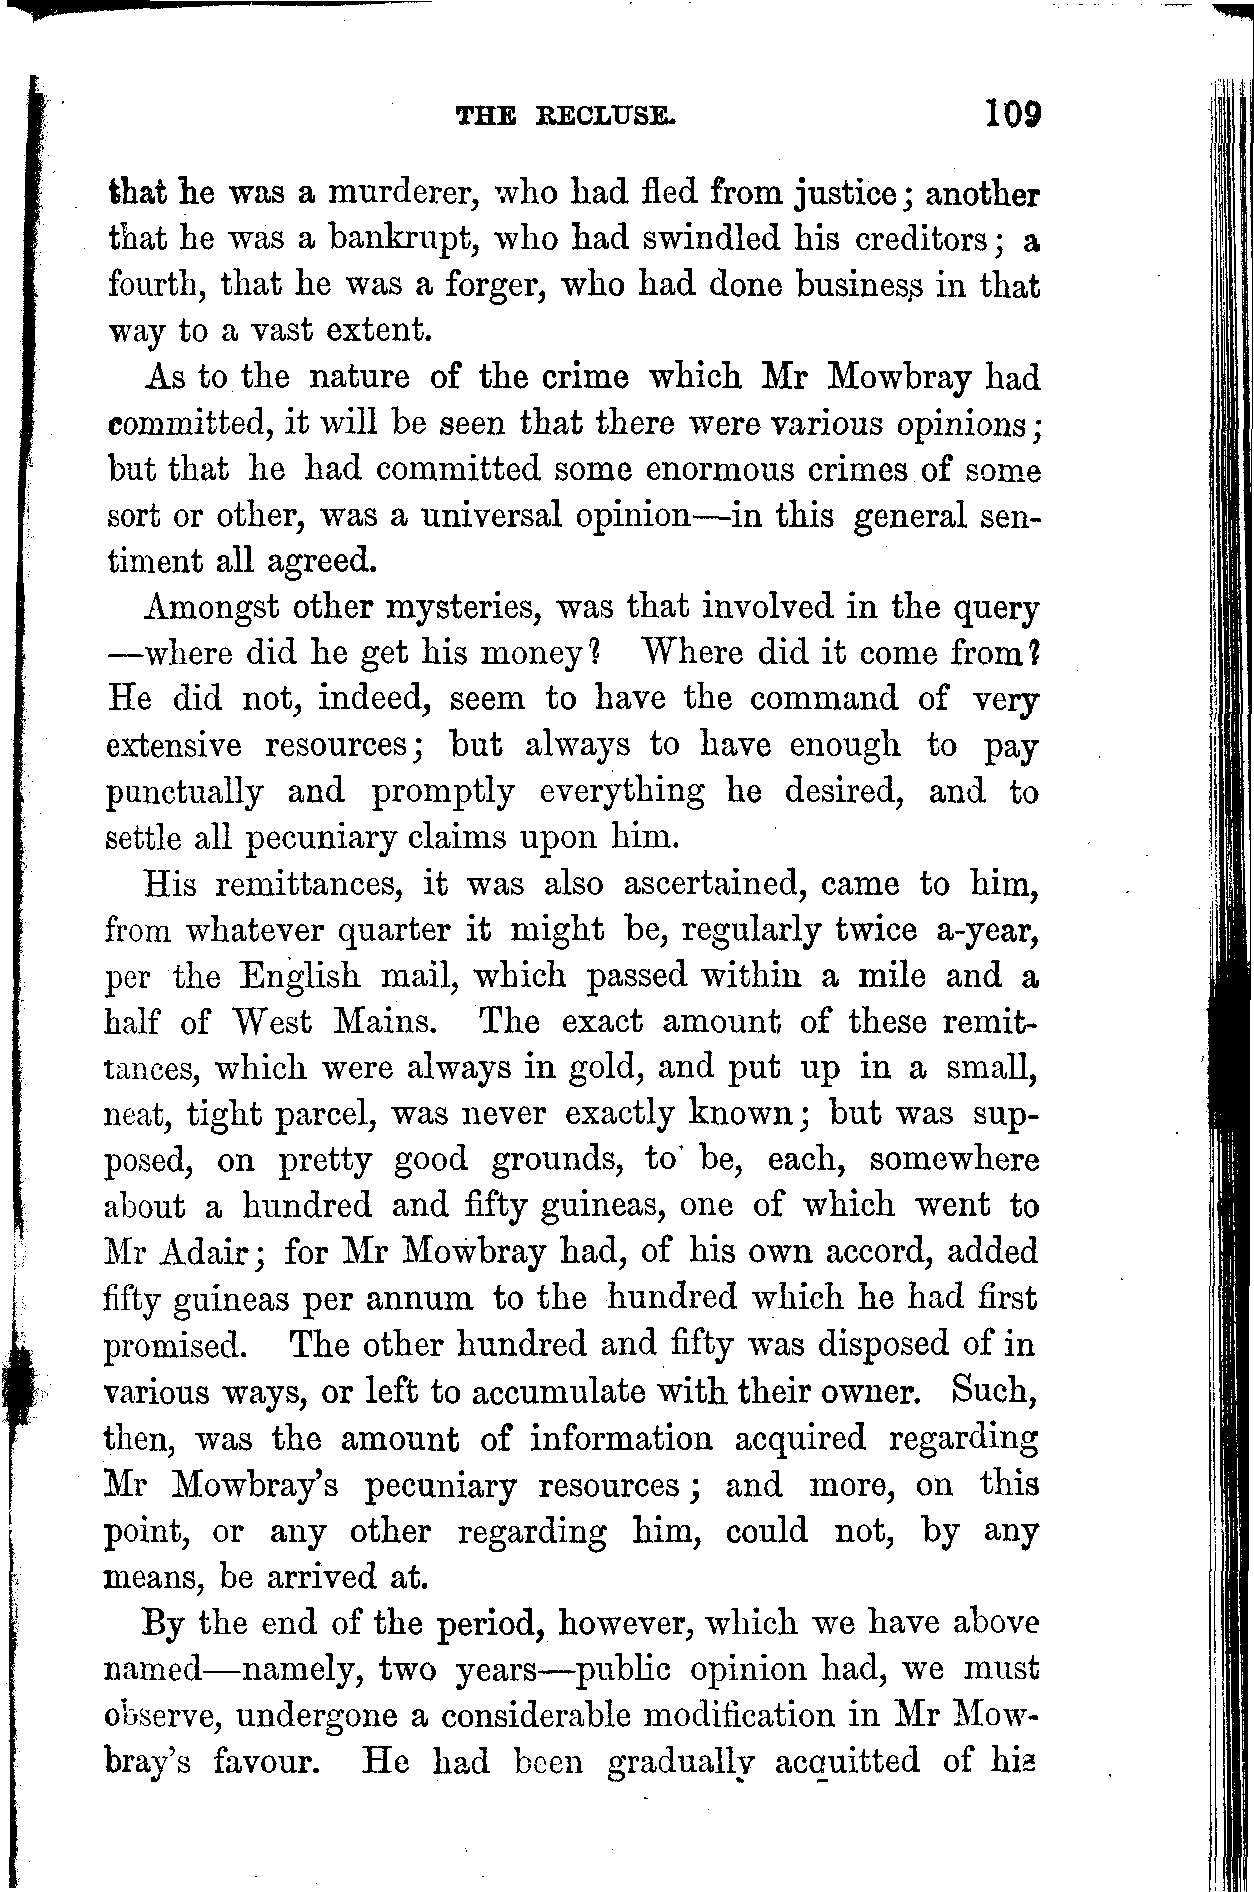 THE RECLUSE. 109
that he was a murderer, who had fled from justice; another
that he was a bankrupt, who had swindled his creditors; a
fourth, that he was a forger, who had done business in that
way to a vast extent.
As to the nature of the crime which Mr Mowbray had
committed, it will be seen that there were various opinions;
but that he had committed some enormous crimes of some
sort or other, was a universal opinion—in this general sen-
timent all agreed.
Amongst other mysteries, was that involved in the query
—where did he get his money? Where did it come from?
He did not, indeed, seem to have the command of very
extensive resources; but always to have enough to pay
punctually and promptly everything he desired, and to
settle all pecuniary claims upon him.
His remittances, it was also ascertained, came to him,
from whatever quarter it might be, regularly twice a-year,
per the English mail, which passed within a mile and a
half of West Mains. The exact amount of these remit-
tances, which were always in gold, and put up in a small,
neat, tight parcel, was never exactly known; but was sup-
posed, on pretty good grounds, to be, each, somewhere
about a hundred and fifty guineas, one of which went to
Mr Adair; for Mr Mowbray had, of his own accord, added
fifty guineas per annum to the hundred which he had first
promised. The other hundred and fifty was disposed of in
various ways, or left to accumulate with their owner. Such,
then, was the amount of information acquired regarding
Mr Mowbray's pecuniary resources; and more, on this
point, or any other regarding him, could not, by any
means, be arrived at.
By the end of the period, however, which we have above
named—namely, two years—public opinion had, we must
observe, undergone a considerable modification in Mr Mow-
bray's favour. He had been gradually acquitted of his